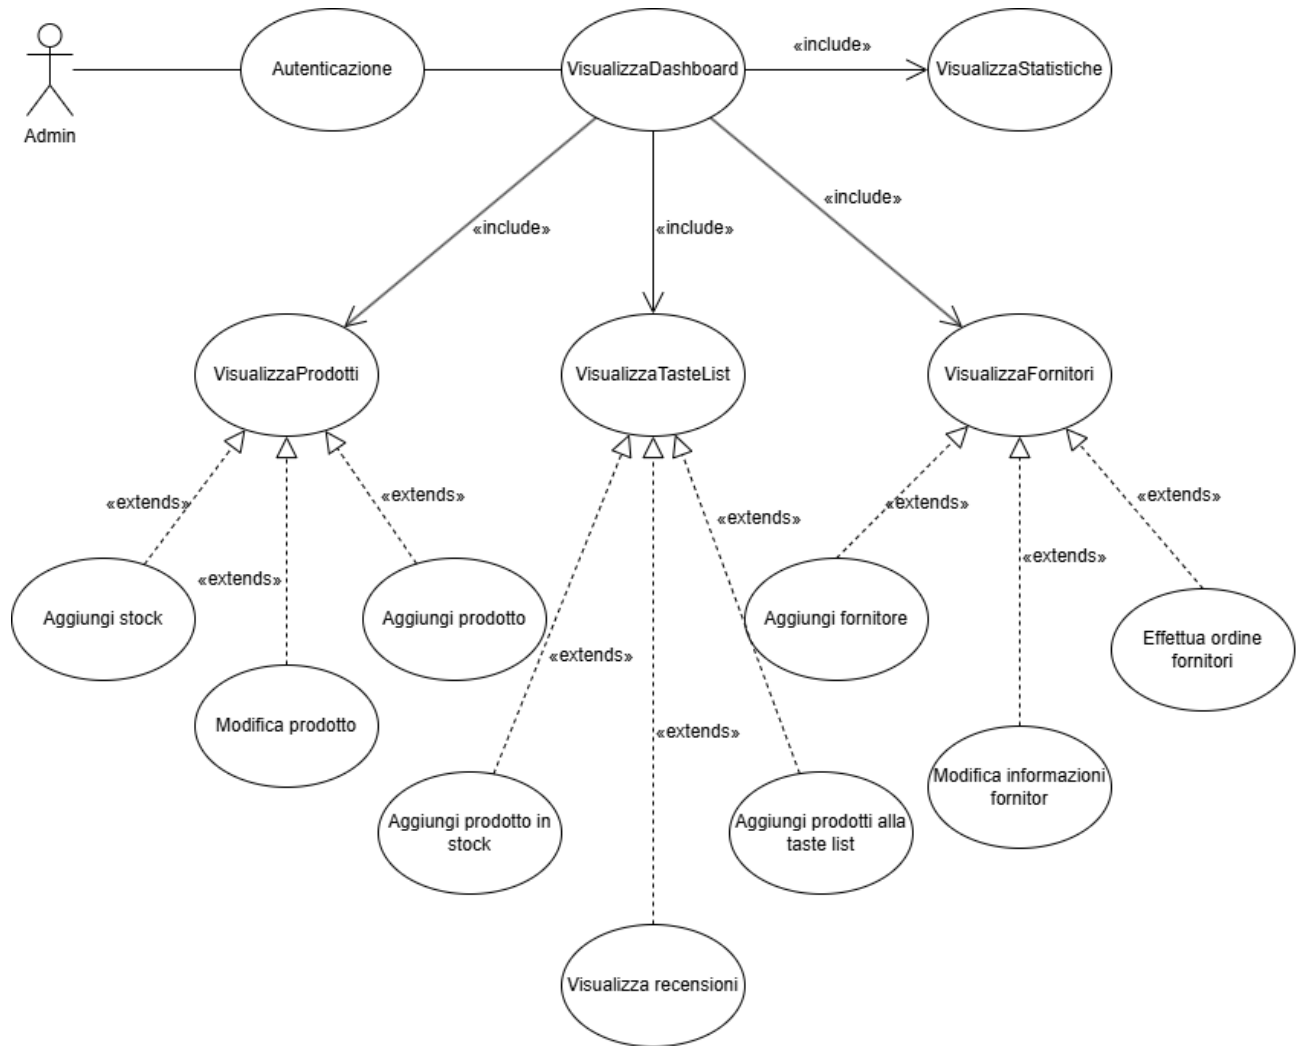 Autenticazione
VisualizzaDashboard
«include»
VisualizzaStatistiche
Admin
«include»
«include»
«include»
VisualizzaProdotti
VisualizzaTasteList
VisualizzaFornitori
«extends»
«extends»
«extends»
«extends»
«extends»
«extends»
«extends»
«extends»
«extends»
Aggiungi stock
Aggiungi prodotto
Aggiungi fornitore
Effettua ordine
fornitori
Modifica prodotto
Modifica informazioni
fornitor
Aggiungi prodotto in
stock
Aggiungi prodotti alla
taste list
Visualizza recensioni